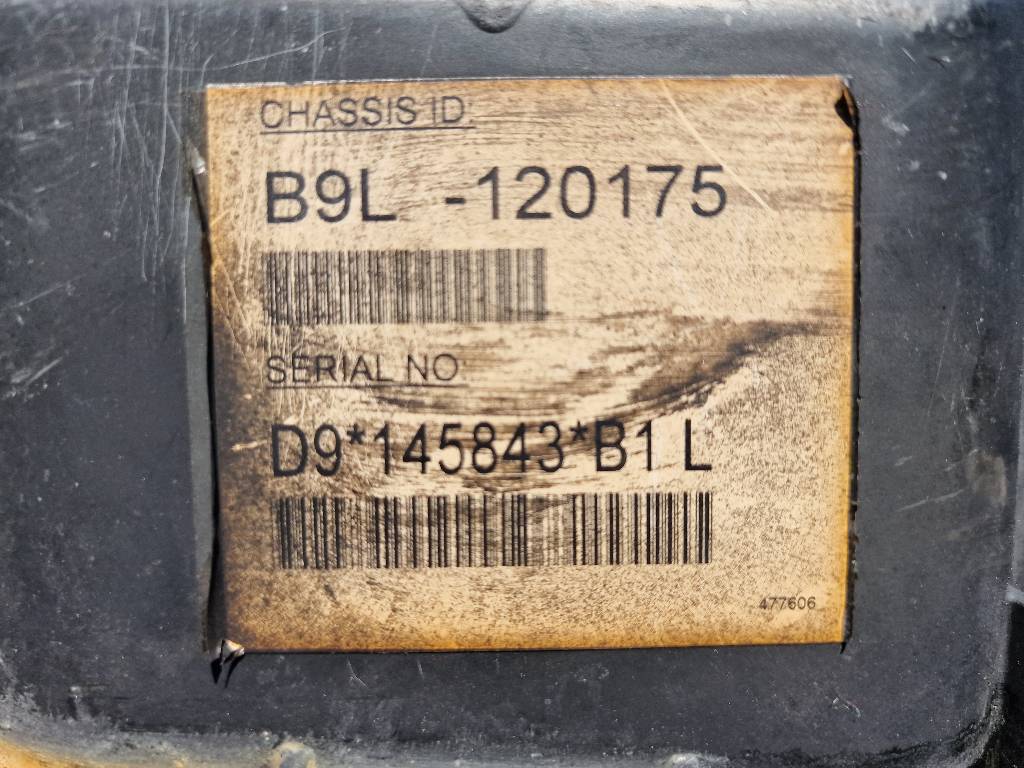 CHASSIS ID
B9L -120175
SERIAL NO
D9*145843*B1 L
477606